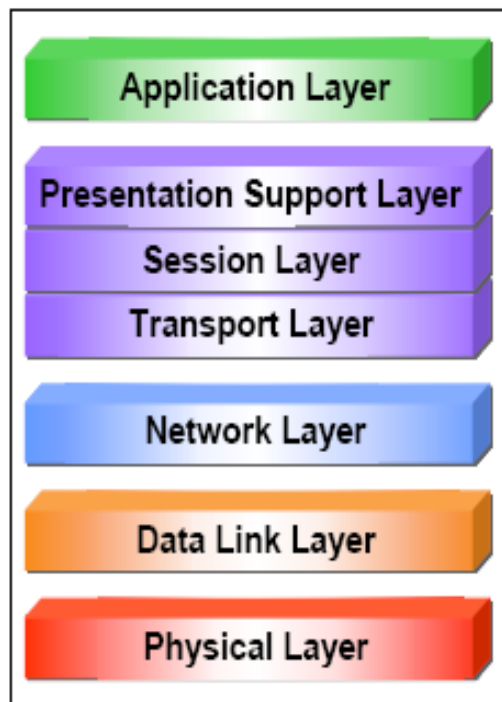 Application Layer
Presentation Support Layer
Session Layer
Transport Layer
Network Layer
Data Link Layer
Physical Layer